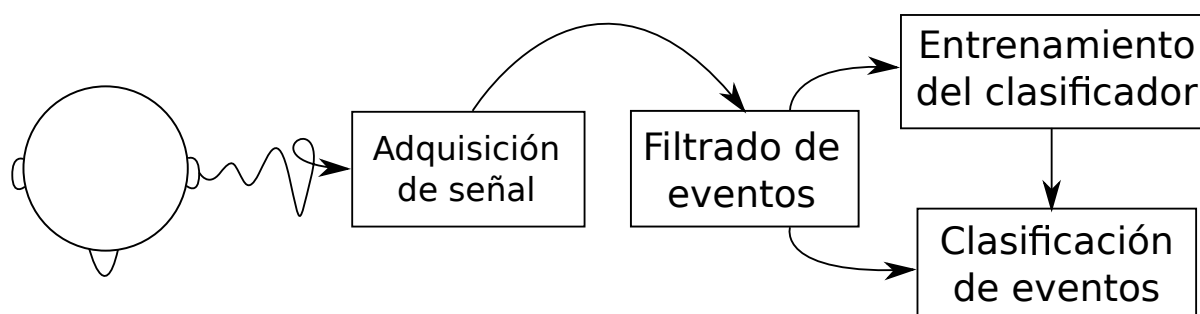 Adquisición
de señal
Filtrado de
eventos
Entrenamiento
del clasificador
Clasificación
de eventos